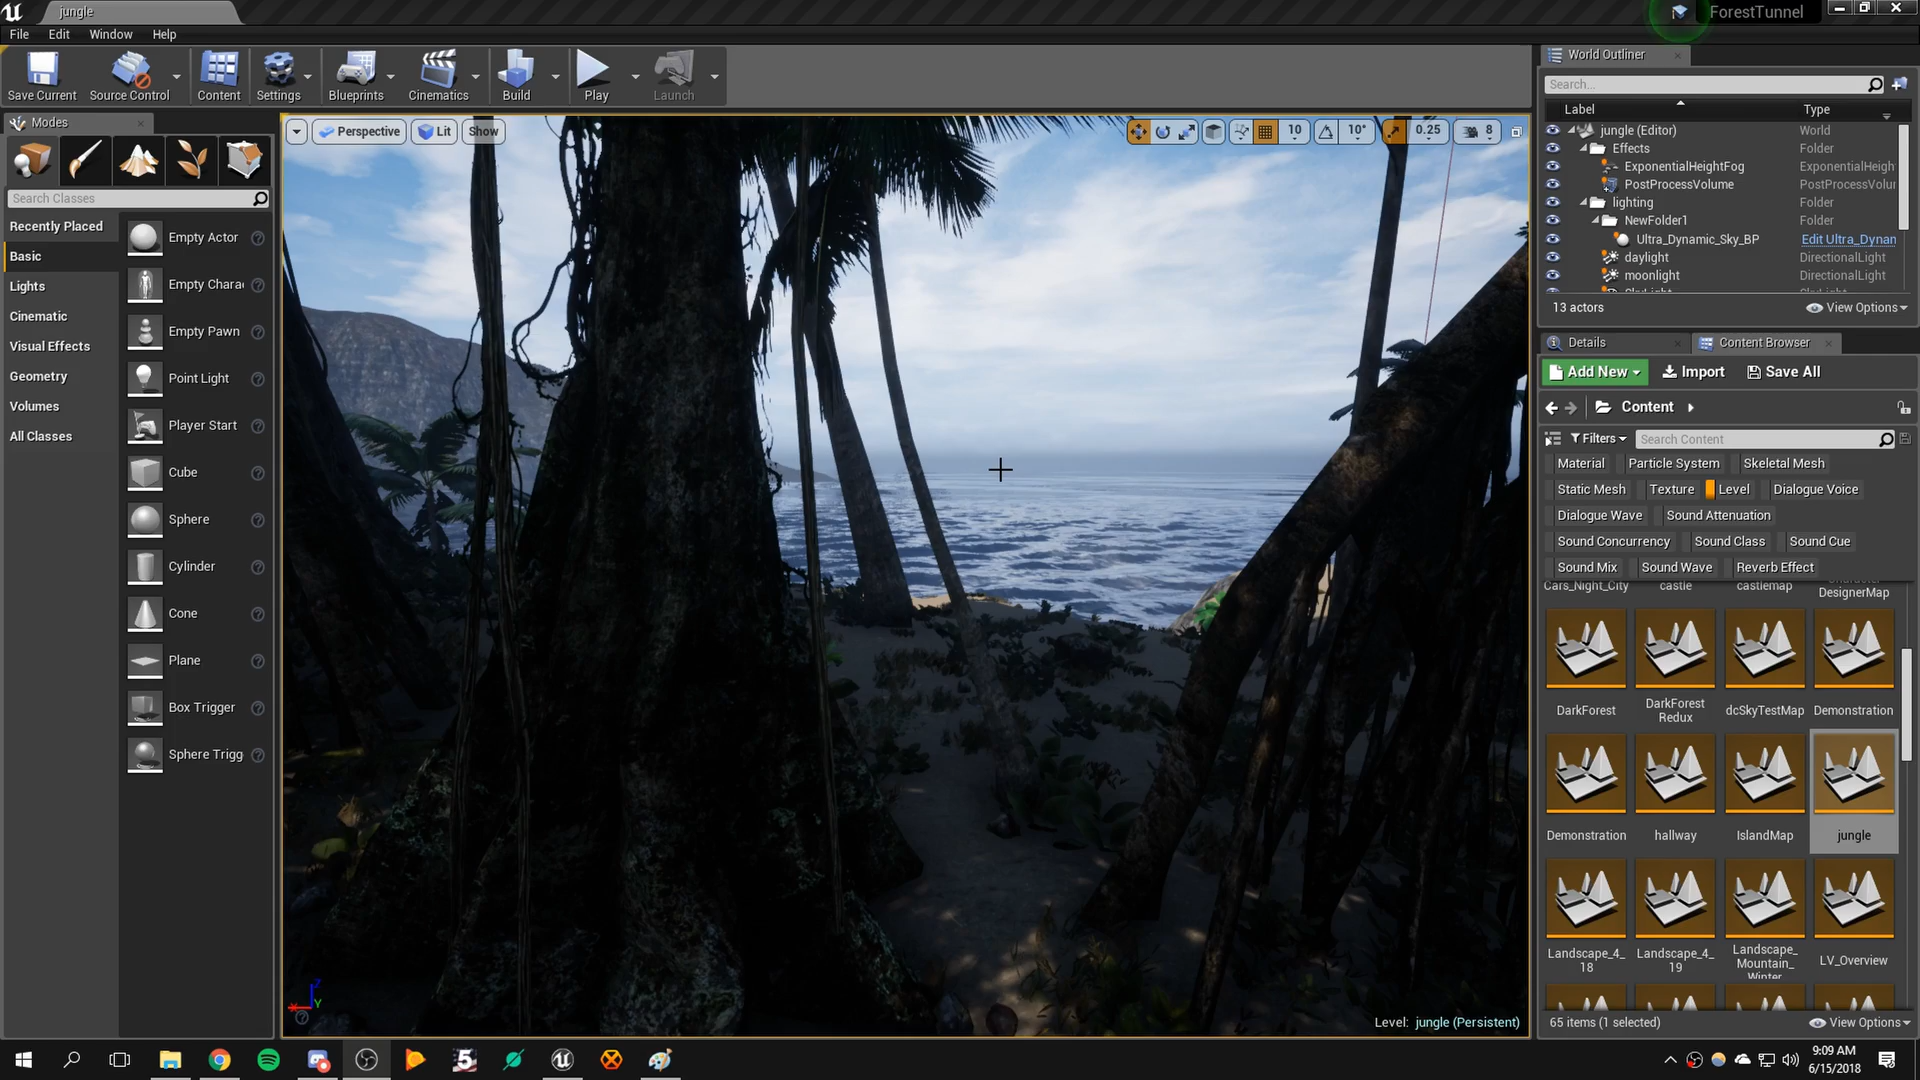 jungle
ForestTunnel
File
Edit
Window
Help
Save Current
Source Control
Content
Settings
Blueprints
Cinematics
Build
Play
Launch
Modes
Search Classes
Recently Placed
Basic
Lights
Cinematic
Visual Effects
Geometry
Volumes
All Classes
Empty Actor
Empty Chara
Empty Pawn
Point Light
Player Start
Cube
Sphere
Cylinder
Cone
Plane
Box Trigger
Sphere Trigg
Perspective
Lit
Show
10
10°
0.25
8
Level: jungle (Persistent)
World Outliner
Search...
Label
Type
jungle (Editor)
World
Effects
Folder
ExponentialHeightFog
ExponentialHeigh
PostProcessVolume
PostProcessVolu
lighting
Folder
NewFolder1
Folder
Ultra_Dynamic_Sky_BP
Edit Ultra_Dynan
daylight
DirectionalLight
moonlight
DirectionalLight
13 actors
View Options
Details
Content Browser
Add New
Import
Save All
Content
Filters
Search Content
Material
Particle System
Skeletal Mesh
Static Mesh
Texture
Level
Dialogue Voice
Dialogue Wave
Sound Attenuation
Sound Concurrency
Sound Class
Sound Cue
Sound Mix
Sound Wave
Reverb Effect
Cars_Night_City
castle
castlemap
DesignerMap
DarkForest
DarkForest
Redux
dcSkyTestMap
Demonstration
Demonstration
hallway
IslandMap
jungle
Landscape_4_
18
Landscape_4_
19
Landscape_
Mountain_
Winter
LV_Overview
65 items (1 selected)
View Options
9:09 AM
6/15/2018